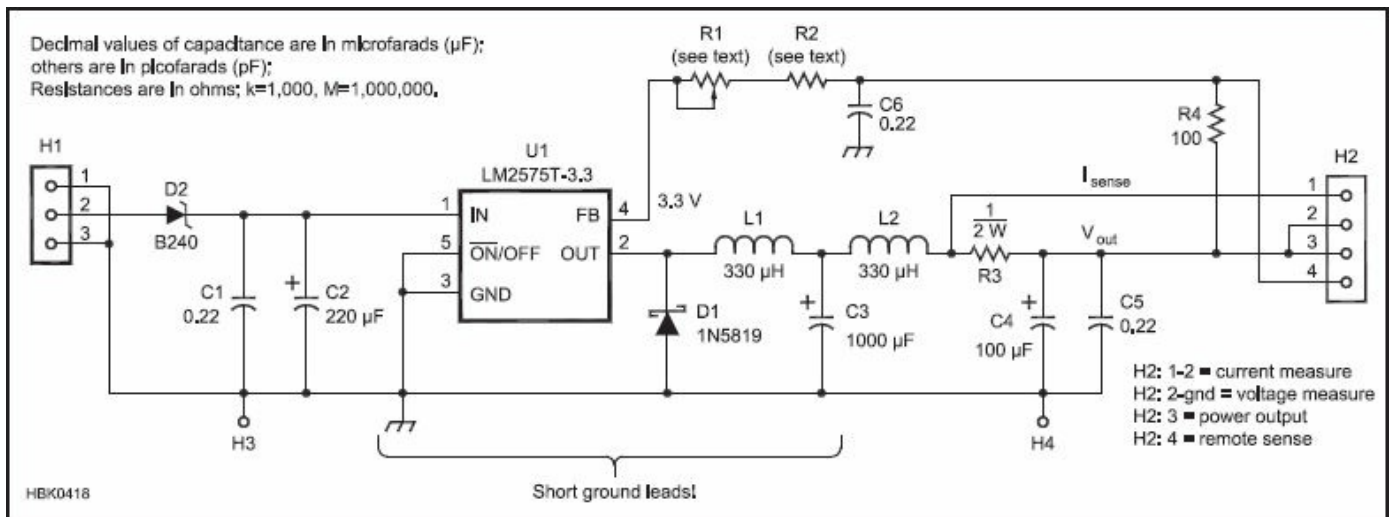 Decimal values of capacitance are in microfarads (µF);
others are in picofarads (pF);
Resistances are in ohms; k=1,000, M=1,000,000.
R1
(see text)
R2
(see text)
C6
0.22
R4
100
H1
1
2
3
D2
B240
U1
LM2575T-3.3
1
IN
FB
4
3.3 V
5
ON/OFF
OUT
2
3
GND
L1
330 µH
L2
330 µH
I sense
1
2 W
R3
V out
H2
1
2
3
4
C1
0.22
+
C2
220 µF
D1
1N5819
+
C3
1000 µF
+
C4
100 µF
C5
0.22
H2: 1-2 = current measure
H2: 2-gnd = voltage measure
H2: 3 = power output
H2: 4 = remote sense
H3
H4
Short ground leads!
HBK0418